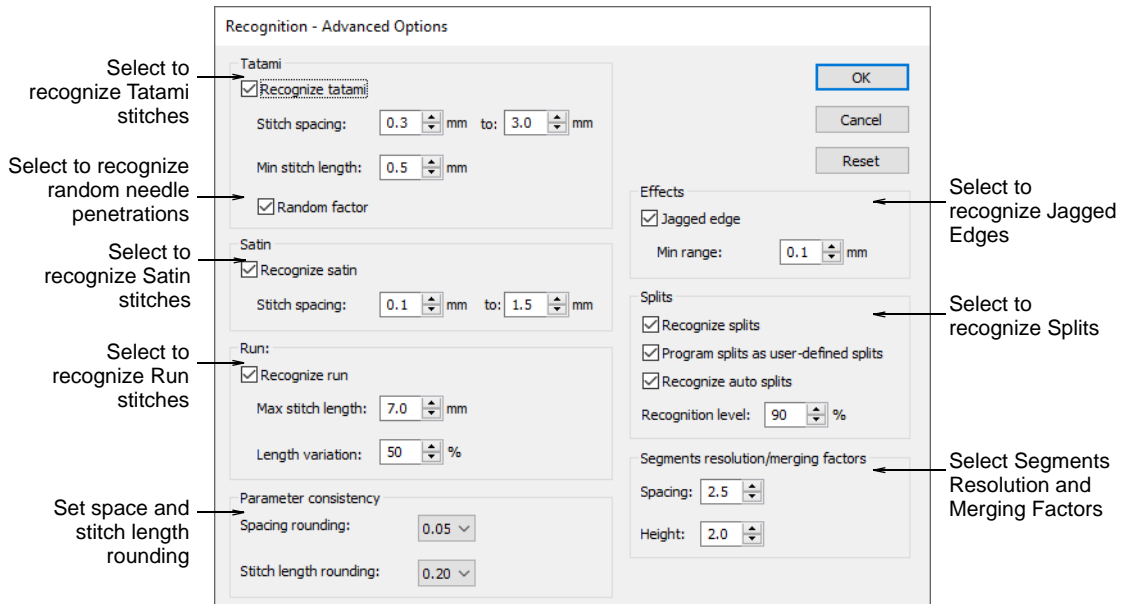 Recognition - Advanced Options
Select to
recognize Tatami
stitches
Tatami
Recognize tatami
Stitch spacing: 0.3 mm to: 3.0 mm
Min stitch length: 0.5 mm
Select to recognize
random needle
penetrations
Random factor
Select to
recognize Satin
stitches
Satin
Recognize satin
Stitch spacing: 0.1 mm to: 1.5 mm
Select to
recognize Run
stitches
Run:
Recognize run
Max stitch length: 7.0 mm
Length variation: 50 %
Set space and
stitch length
rounding
Parameter consistency
Spacing rounding: 0.05
Stitch length rounding: 0.20
OK
Cancel
Reset
Effects
Jagged edge
Min range: 0.1 mm
Select to
recognize Jagged
Edges
Splits
Recognize splits
Program splits as user-defined splits
Recognize auto splits
Recognition level: 90 %
Select to
recognize Splits
Segments resolution/merging factors
Spacing: 2.5
Height: 2.0
Select Segments
Resolution and
Merging Factors